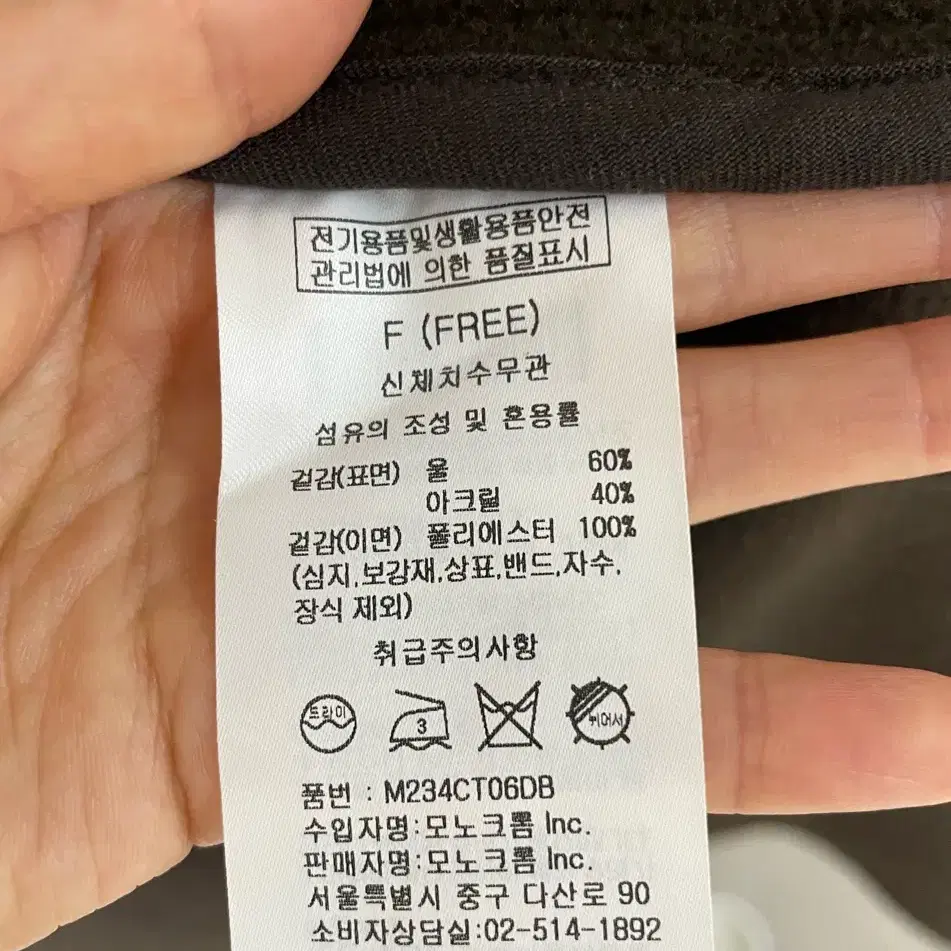 전기용품및생활용품안전
관리법에 의한 품질표시
F (FREE)
신체치수무관
섬유의 조성 및 혼용률
겉감(표면) 울 60%
아크릴 40%
겉감(이면) 폴리에스터 100%
(심지,보강재,상표,밴드,자수,
장식 제외)
취급주의사항
드라이 3 뉘어서
품번 : M234CT06DB
수입자명:모노크롬 Inc.
판매자명:모노크롬 Inc.
서울특별시 중구 다산로 90
소비자상담실:02-514-1892